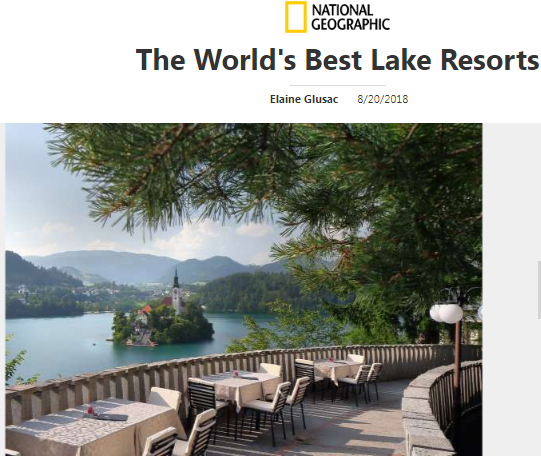 NATIONAL
GEOGRAPHIC
The World's Best Lake Resorts
Elaine Glusac 8/20/2018